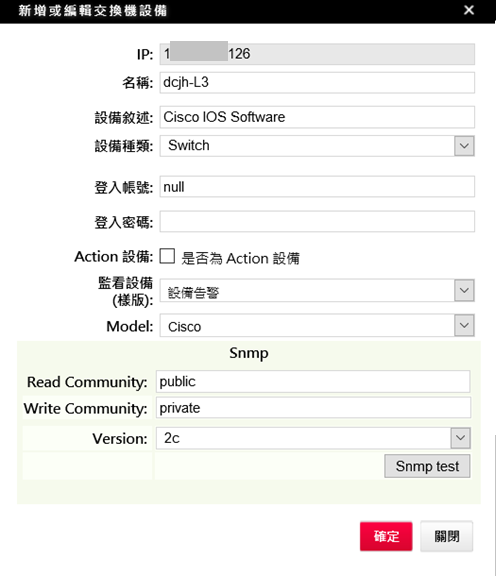 新增或編輯交換機設備 ×
IP: 1 126
名稱: dcjh-L3
設備敘述: Cisco IOS Software
設備種類: Switch
登入帳號: null
登入密碼:
Action 設備: 是否為 Action 設備
監看設備
(樣版): 設備告警
Model: Cisco
Snmp
Read Community: public
Write Community: private
Version: 2c
Snmp test
確定 關閉